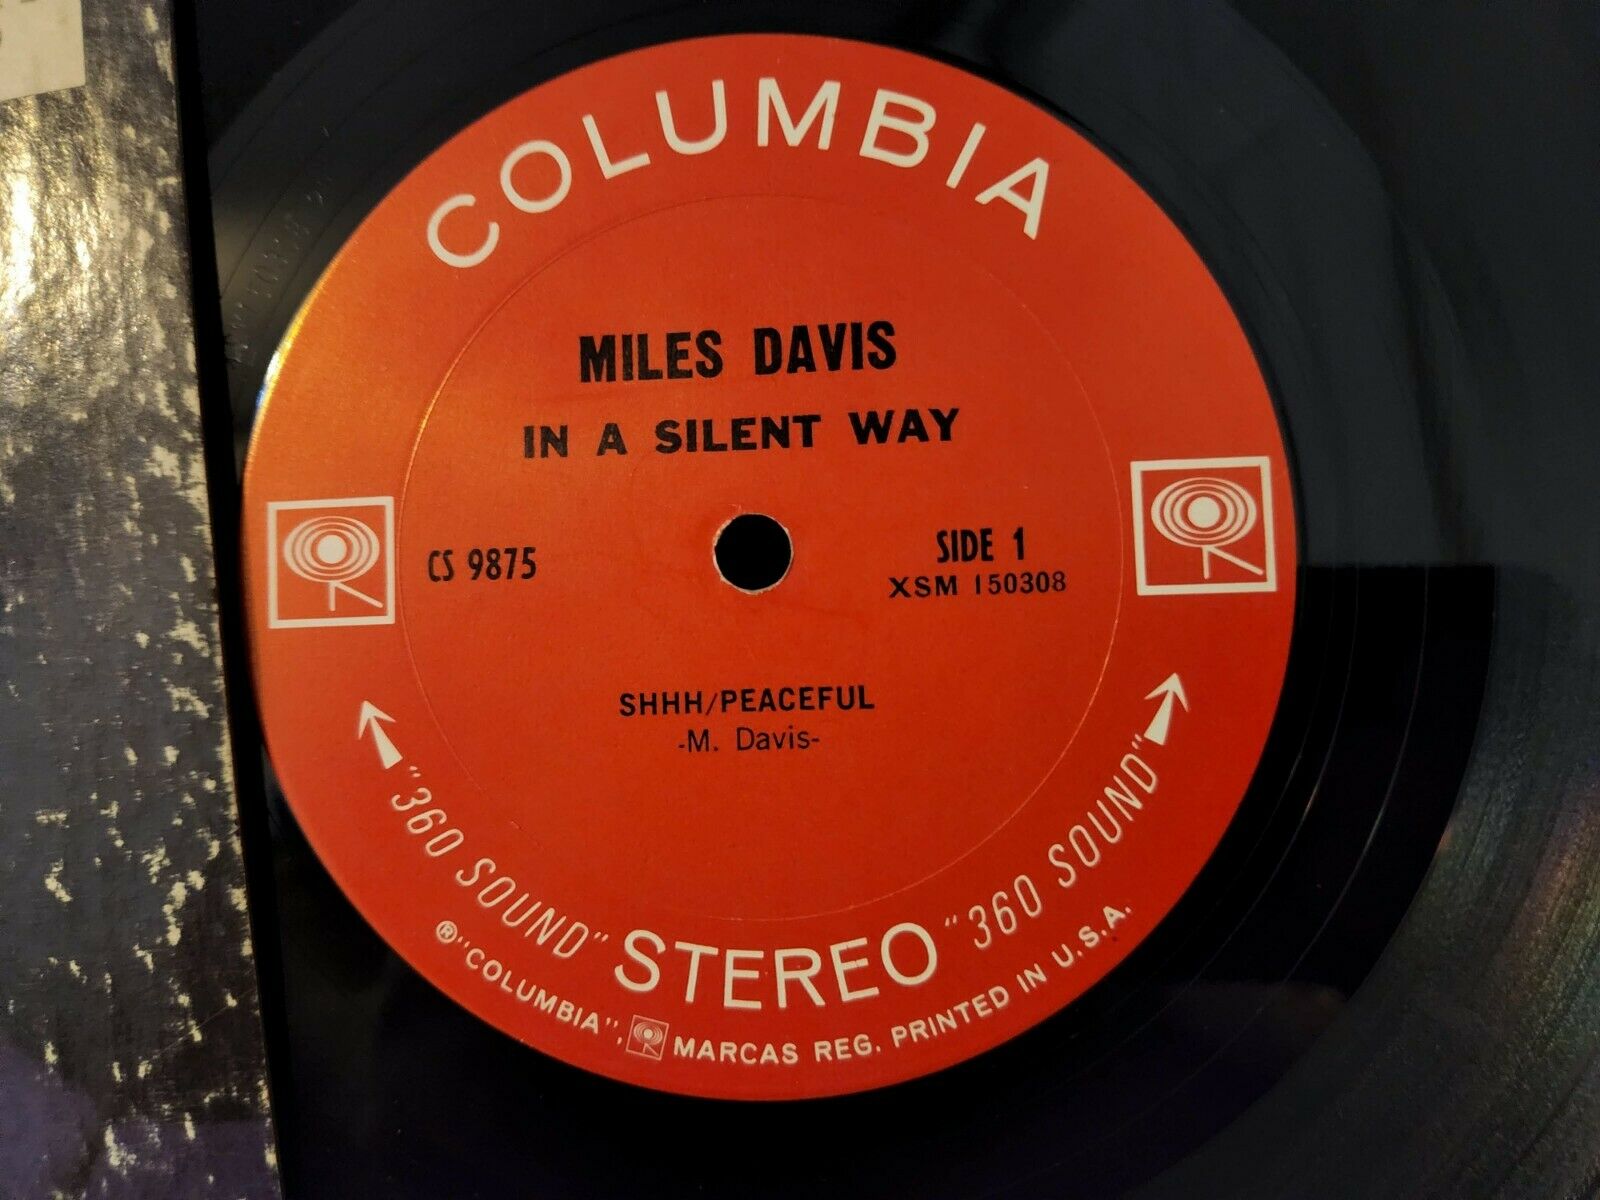 COLUMBIA
MILES DAVIS
IN A SILENT WAY
CS 9875
SIDE 1
XSM 150308
SHHH/PEACEFUL
-M. Davis-
"360 SOUND" STEREO "360 SOUND"
®"COLUMBIA", MARCAS REG. PRINTED IN U.S.A.